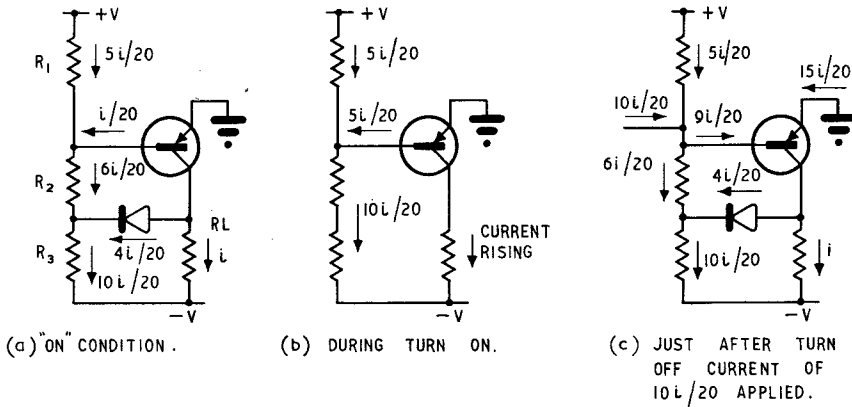 +V
R1
5i/20
i/20
R2
6i/20
RL
R3
4i/20
i
10i/20
−V
(a) "ON" CONDITION.
+V
5i/20
5i/20
10i/20
CURRENT
RISING
−V
(b) DURING TURN ON.
+V
5i/20
15i/20
10i/20
9i/20
6i/20
4i/20
10i/20
i
−V
(c) JUST AFTER TURN
OFF CURRENT OF
10i/20 APPLIED.